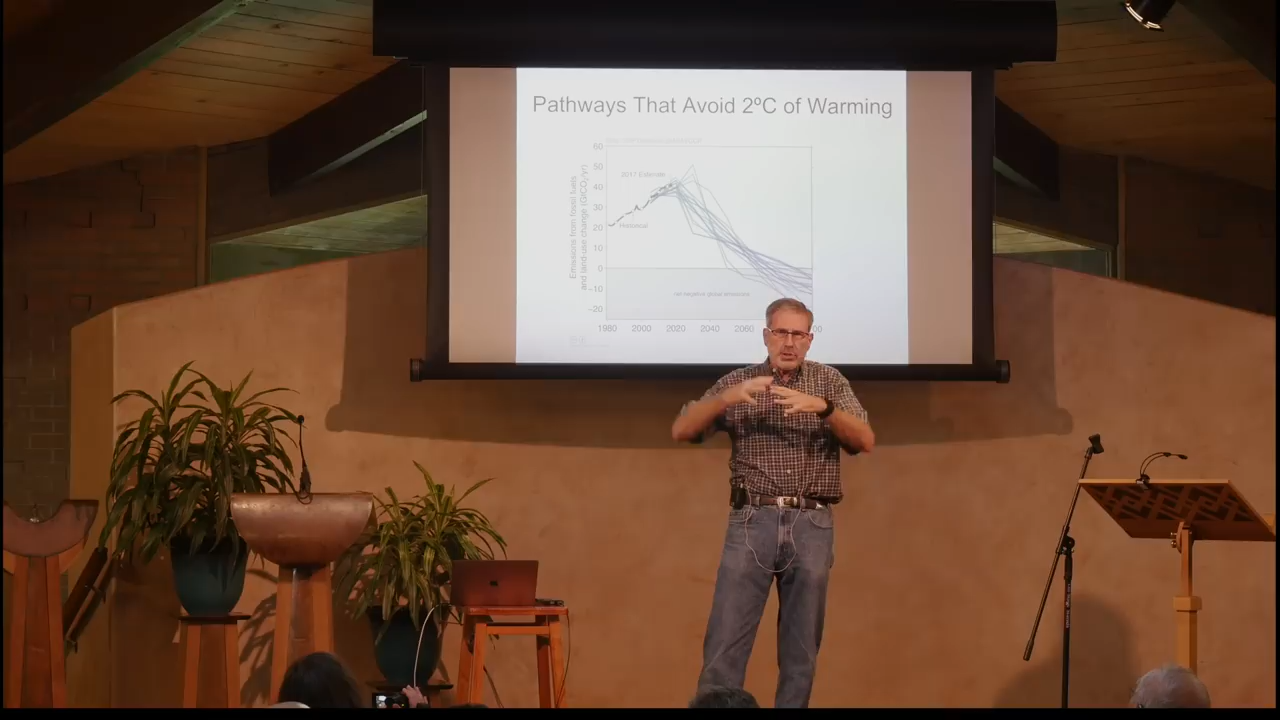 Pathways That Avoid 2ºC of Warming
60
50
2017 Estimate
40
30
20
Historical
10
0
-10
net-negative global emissions
-20
Emissions from fossil fuels
and land-use change (GtCO₂/yr)
1980 2000 2020 2040 2060